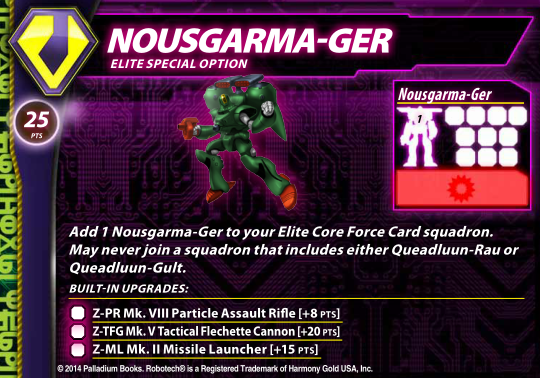 NOUSGARMA-GER
ELITE SPECIAL OPTION
25
PTS
Nousgarma-Ger
1
Add 1 Nousgarma-Ger to your Elite Core Force Card squadron.
May never join a squadron that includes either Queadluun-Rau or
Queadluun-Gult.
BUILT-IN UPGRADES:
Z-PR Mk. VIII Particle Assault Rifle [+8 PTS]
Z-TFG Mk. V Tactical Flechette Cannon [+20 PTS]
Z-ML Mk. II Missile Launcher [+15 PTS]
© 2014 Palladium Books. Robotech® is a Registered Trademark of Harmony Gold USA, Inc.